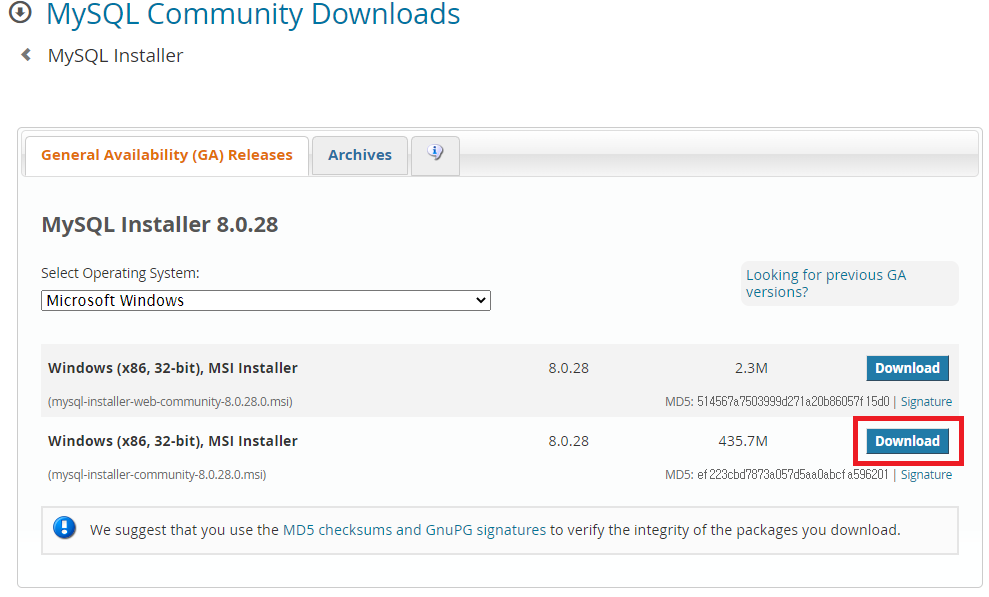 MySQL Community Downloads
MySQL Installer
General Availability (GA) Releases
Archives
MySQL Installer 8.0.28
Select Operating System:
Microsoft Windows
Looking for previous GA
versions?
Windows (x86, 32-bit), MSI Installer 8.0.28 2.3M Download
(mysql-installer-web-community-8.0.28.0.msi) MD5: 514567a7503999d271a20b86057f15d0 | Signature
Windows (x86, 32-bit), MSI Installer 8.0.28 435.7M Download
(mysql-installer-community-8.0.28.0.msi) MD5: ef223cbd7873a057d5aa0abcfa596201 | Signature
We suggest that you use the MD5 checksums and GnuPG signatures to verify the integrity of the packages you download.